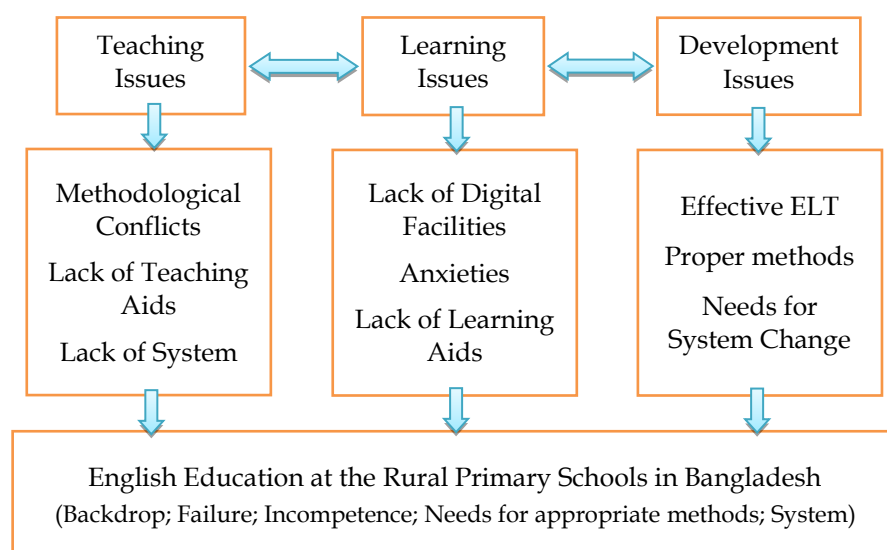 Teaching
Issues
Learning
Issues
Development
Issues
Methodological
Conflicts
Lack of Teaching
Aids
Lack of System
Lack of Digital
Facilities
Anxieties
Lack of Learning
Aids
Effective ELT
Proper methods
Needs for
System Change
English Education at the Rural Primary Schools in Bangladesh
(Backdrop; Failure; Incompetence; Needs for appropriate methods; System)